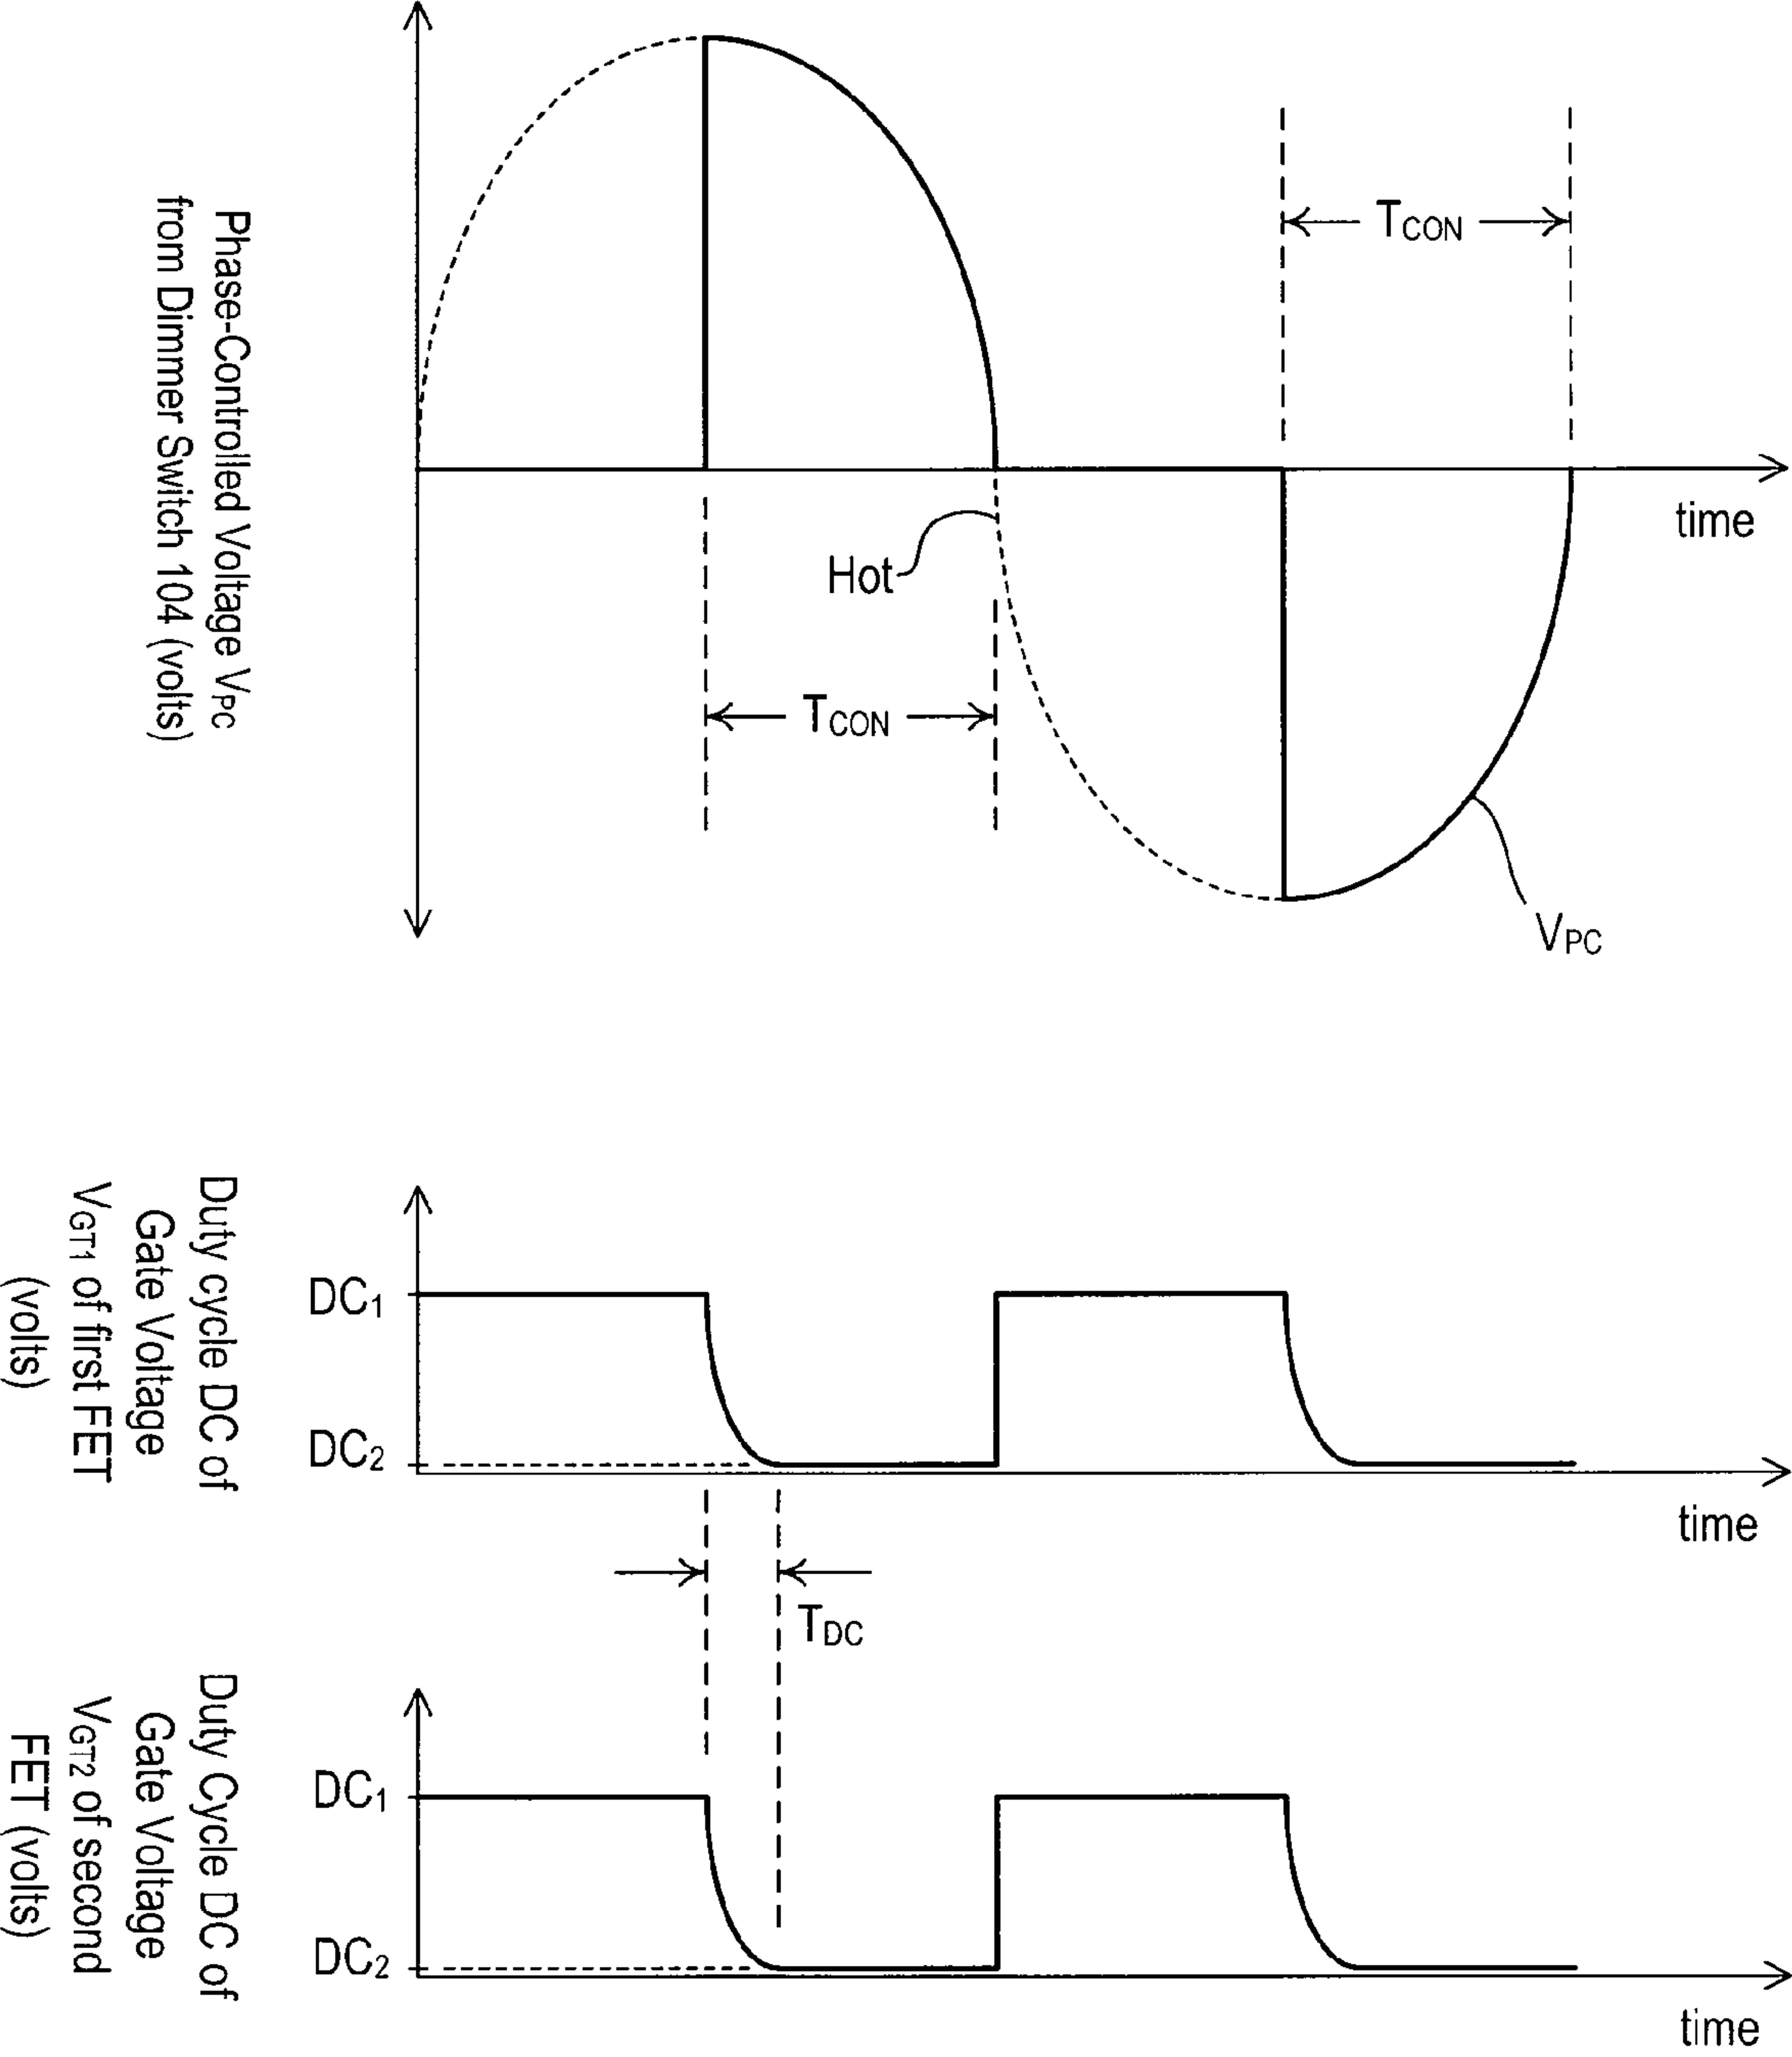 Phase-Controlled Voltage VPC
from Dimmer Switch 104 (volts)
TCON
time
Hot
TCON
VPC
Duty cycle DC of
Gate Voltage
VGT1 of first FET
(volts)
DC1
DC2
time
TDC
Duty Cycle DC of
Gate Voltage
VGT2 of second
FET (volts)
DC1
DC2
time